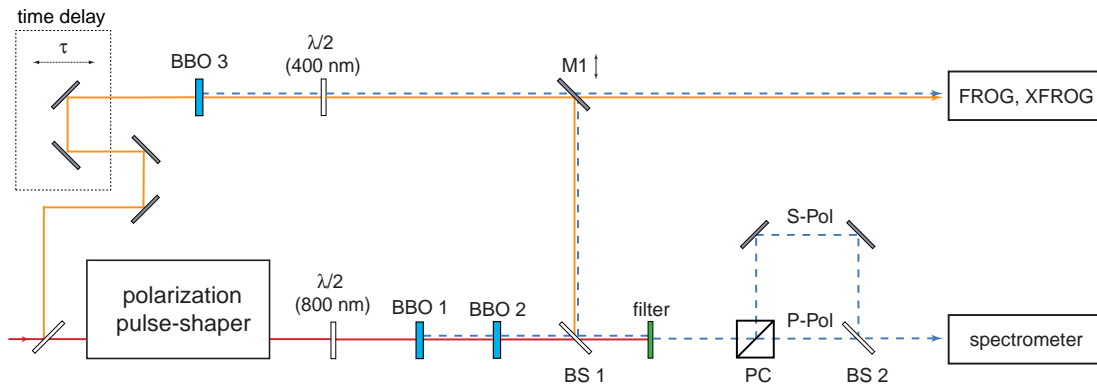 time delay
τ
BBO 3
λ/2
(400 nm)
M1
FROG, XFROG
polarization
pulse-shaper
λ/2
(800 nm)
BBO 1
BBO 2
BS 1
filter
S-Pol
P-Pol
PC
BS 2
spectrometer